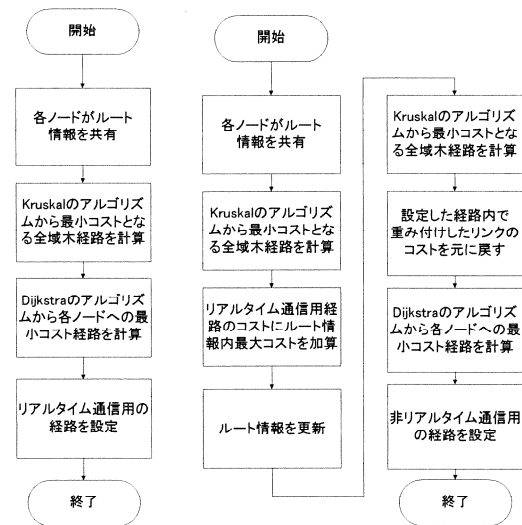 開始
各ノードがルート
情報を共有
Kruskalのアルゴリズ
ムから最小コストとな
る全域木経路を計算
Dijkstraのアルゴリズ
ムから各ノードへの最
小コスト経路を計算
リアルタイム通信用の
経路を設定
終了
開始
各ノードがルート
情報を共有
Kruskalのアルゴリズ
ムから最小コストとな
る全域木経路を計算
リアルタイム通信用経
路のコストにルート情
報内最大コストを加算
ルート情報を更新
Kruskalのアルゴリズ
ムから最小コストとな
る全域木経路を計算
設定した経路内で
重み付けしたリンクの
コストを元に戻す
Dijkstraのアルゴリズ
ムから各ノードへの最
小コスト経路を計算
非リアルタイム通信用
の経路を設定
終了